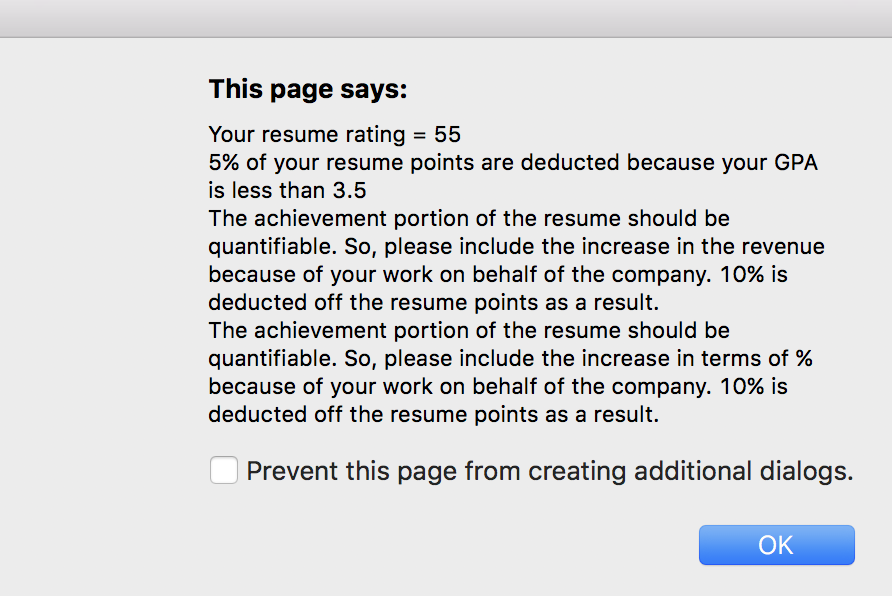 This page says:
Your resume rating = 55
5% of your resume points are deducted because your GPA
is less than 3.5
The achievement portion of the resume should be
quantifiable. So, please include the increase in the revenue
because of your work on behalf of the company. 10% is
deducted off the resume points as a result.
The achievement portion of the resume should be
quantifiable. So, please include the increase in terms of %
because of your work on behalf of the company. 10% is
deducted off the resume points as a result.
Prevent this page from creating additional dialogs.
OK